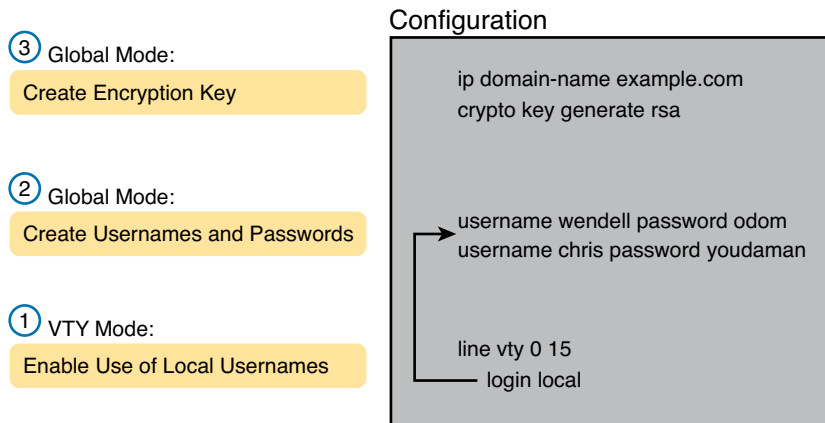 Configuration
3 Global Mode:
Create Encryption Key
ip domain-name example.com
crypto key generate rsa
2 Global Mode:
Create Usernames and Passwords
username wendell password odom
username chris password youdaman
1 VTY Mode:
Enable Use of Local Usernames
line vty 0 15
login local